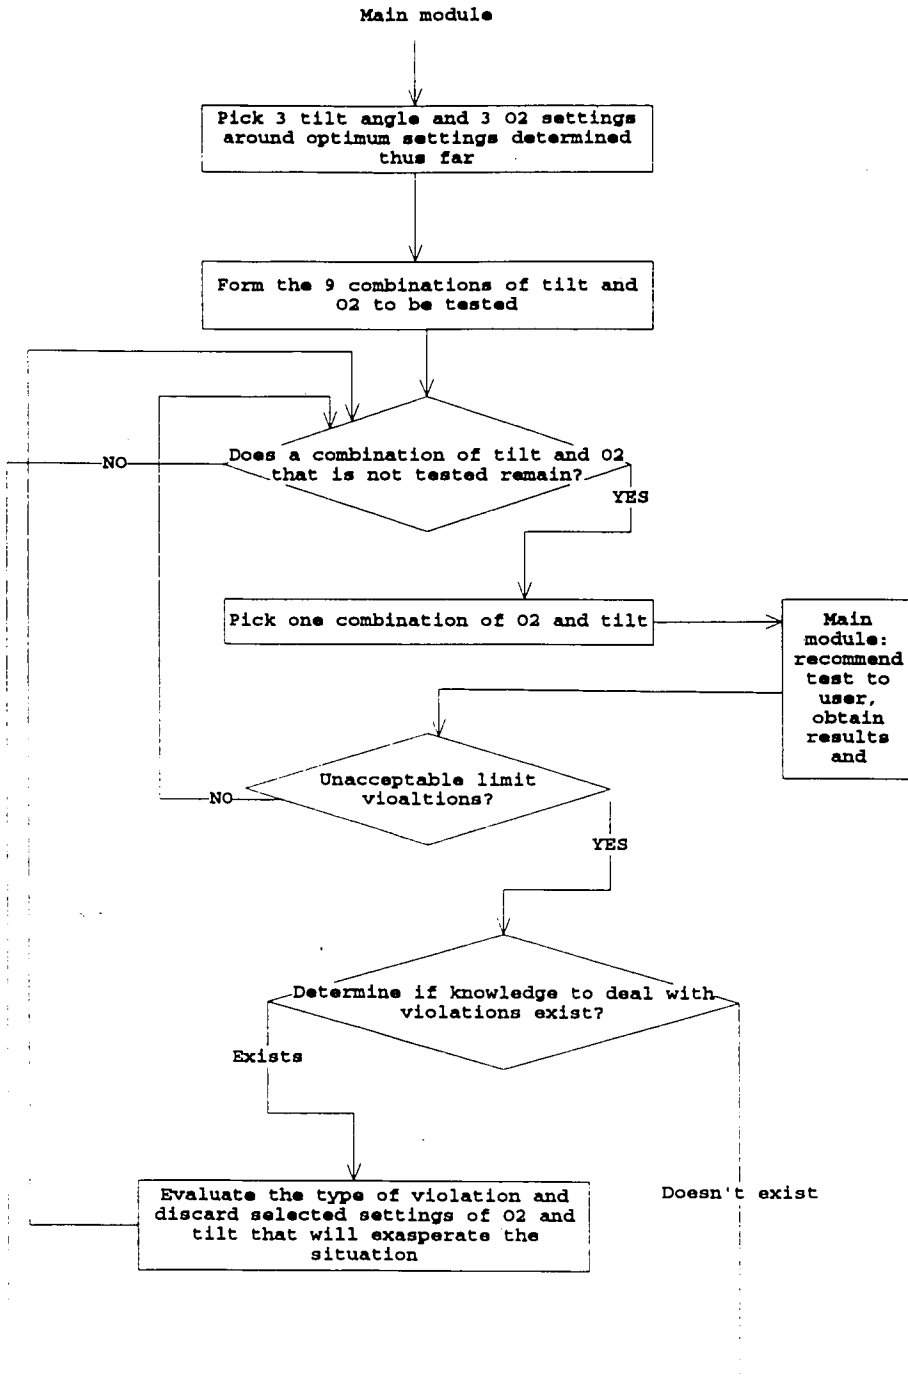 Main module
Pick 3 tilt angle and 3 O2 settings
around optimum settings determined
thus far
Form the 9 combinations of tilt and
O2 to be tested
Does a combination of tilt and O2
that is not tested remain?
NO
YES
Pick one combination of O2 and tilt
Main
module:
recommend
test to
user,
obtain
results
and
Unacceptable limit
vioaltions?
NO
YES
Determine if knowledge to deal with
violations exist?
Exists
Doesn't exist
Evaluate the type of violation and
discard selected settings of O2 and
tilt that will exasperate the
situation